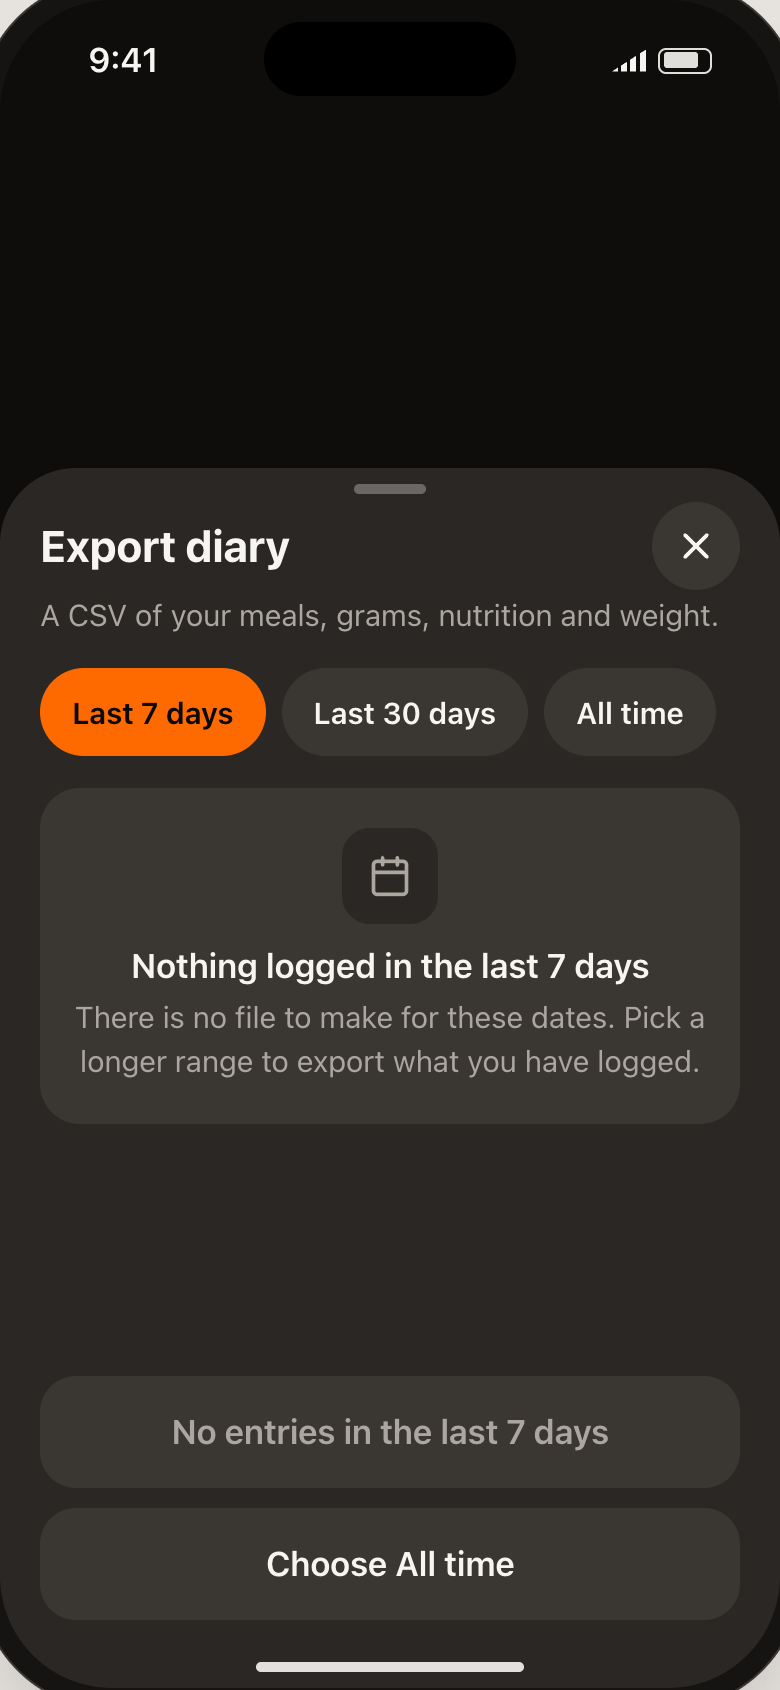 9:41
Export diary
A CSV of your meals, grams, nutrition and weight.
Last 7 days
Last 30 days
All time
Nothing logged in the last 7 days
There is no file to make for these dates. Pick a
longer range to export what you have logged.
No entries in the last 7 days
Choose All time